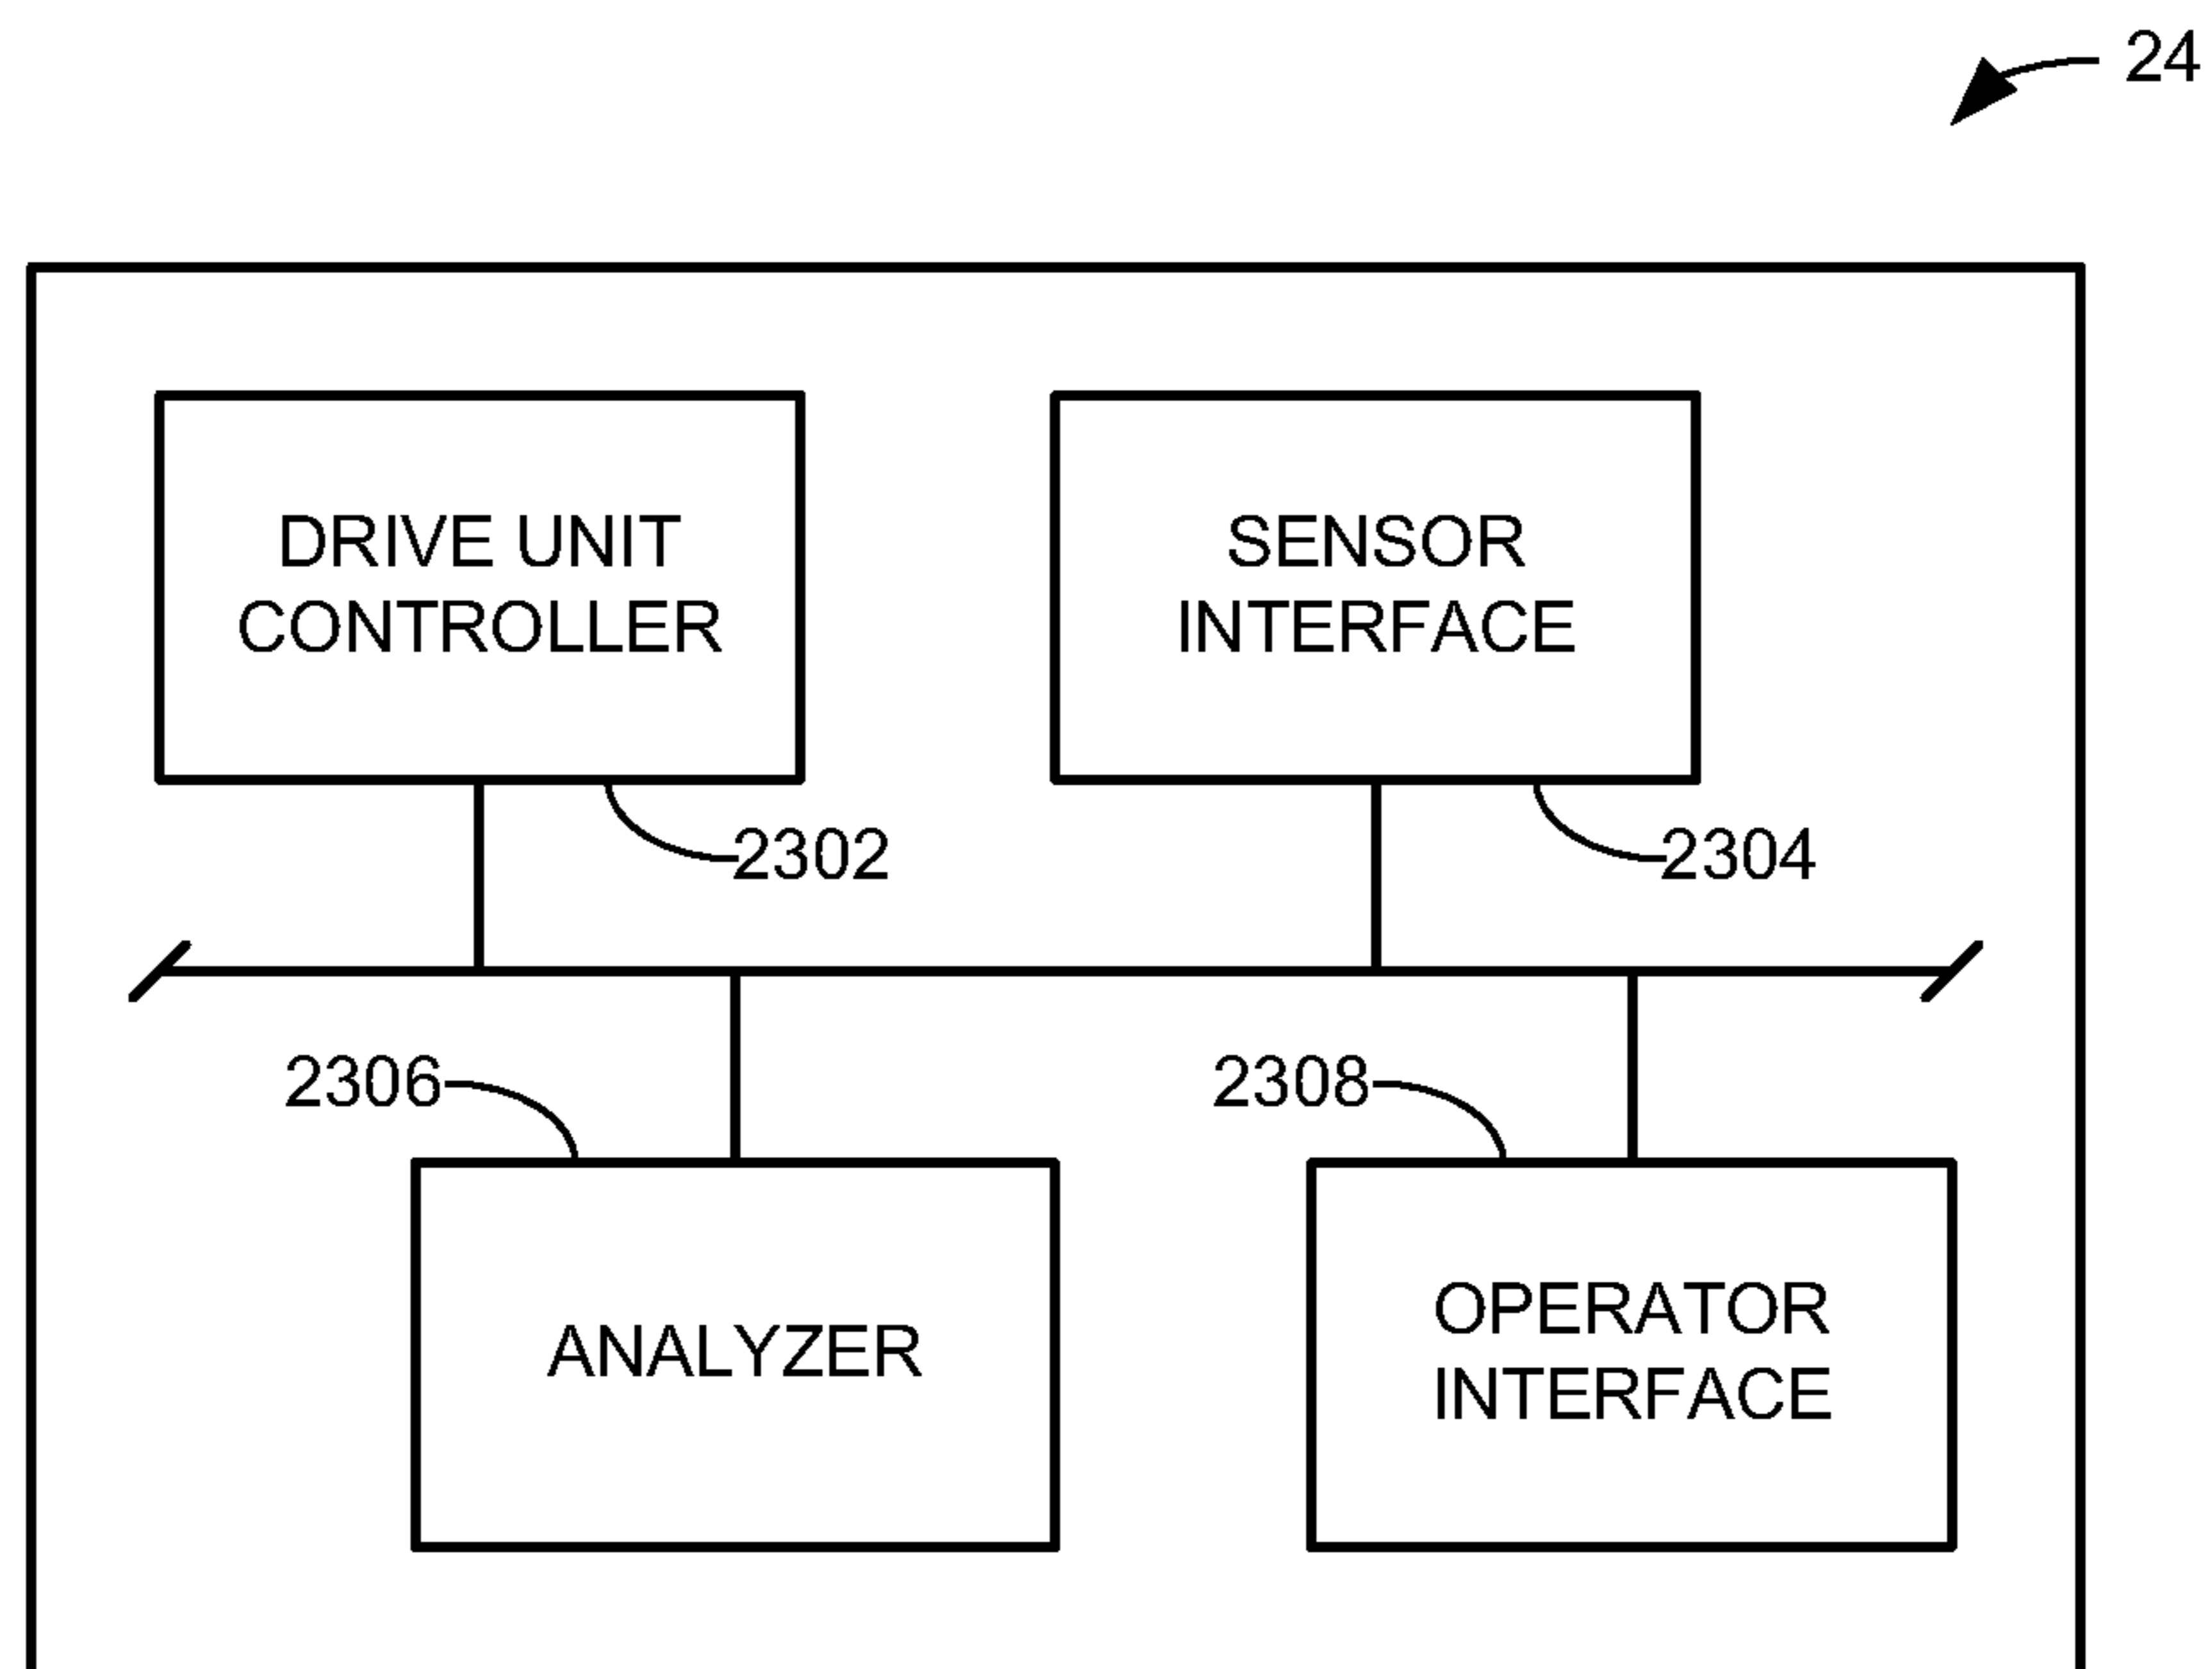 24
DRIVE UNIT
CONTROLLER
SENSOR
INTERFACE
2302
2304
2306
2308
ANALYZER
OPERATOR
INTERFACE